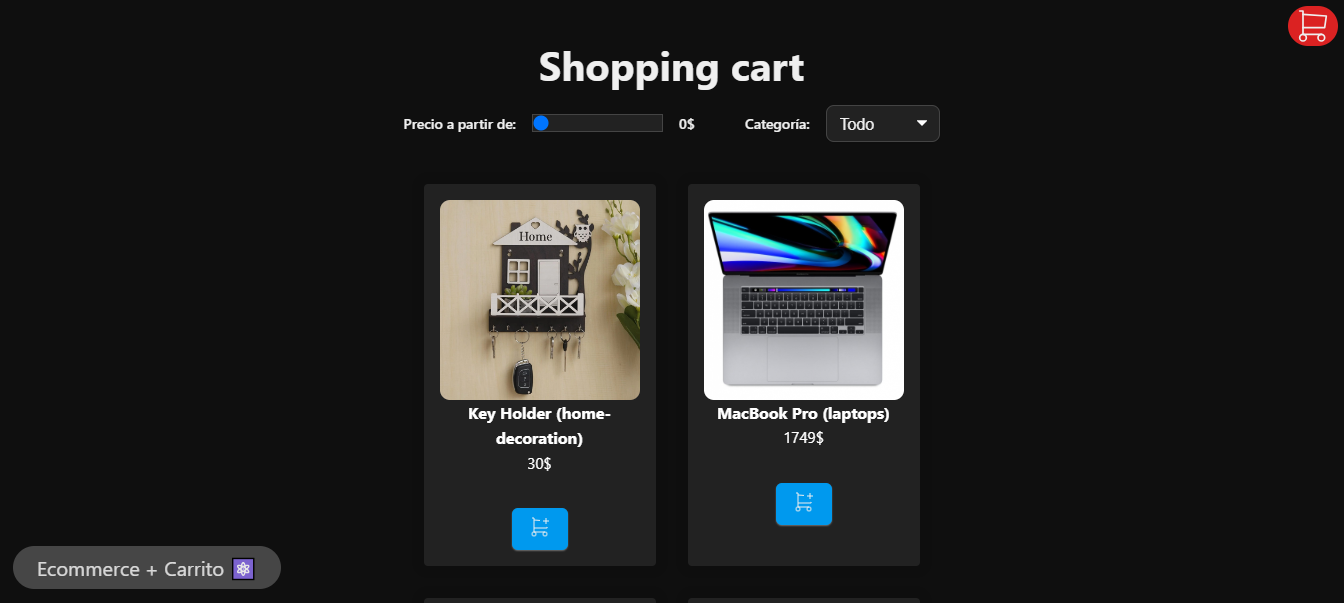 Shopping cart
Precio a partir de: 0$ Categoría: Todo
Home
Key Holder (home-
decoration)
30$
MacBook Pro (laptops)
1749$
Ecommerce + Carrito ⚛